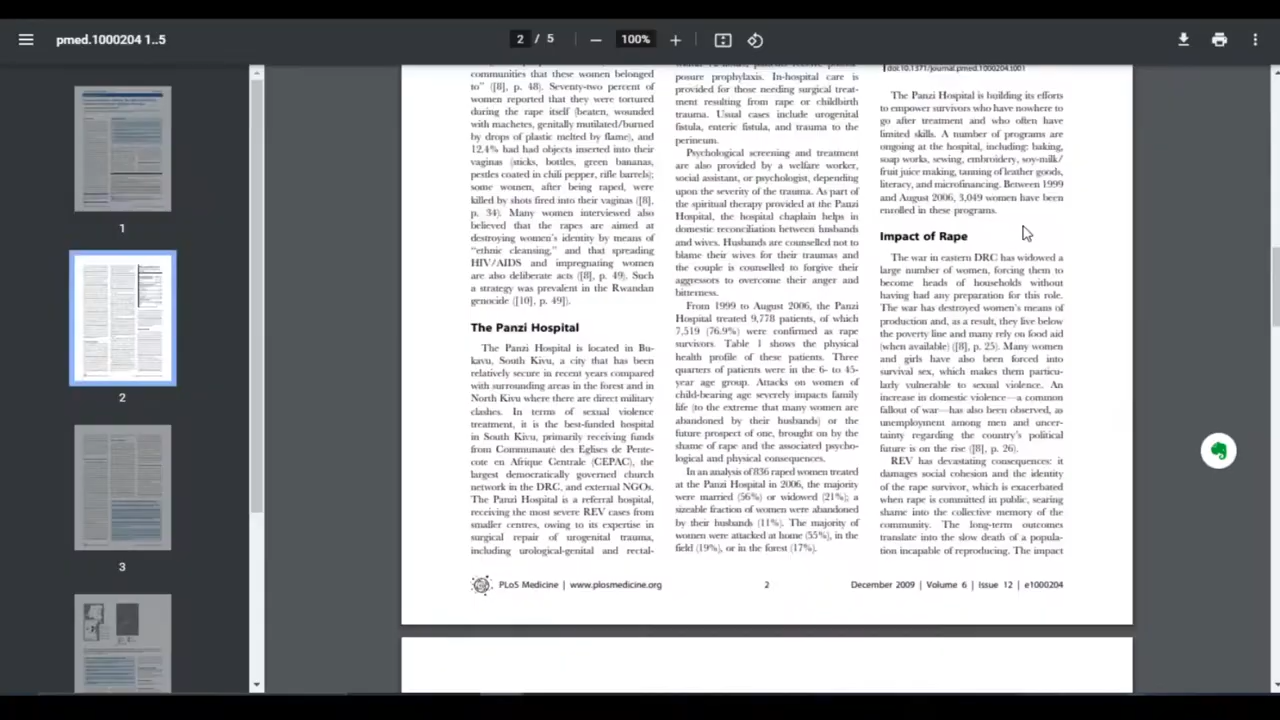 pmed.1000204 1..5
2 / 5
100%
1
2
3
communities that these women belonged
to” ([8], p. 48). Seventy-two percent of
women reported that they were tortured
during the rape itself (beaten, wounded
with machetes, genitally mutilated/burned
by drops of plastic melted by flame), and
12.4% had had objects inserted into their
vaginas (sticks, bottles, green bananas,
pestles coated in chili pepper, rifle barrels);
some women, after being raped, were
killed by shots fired into their vaginas ([8],
p. 34). Many women interviewed also
believed that the rapes are aimed at
destroying women's identity by means of
“ethnic cleansing,” and that spreading
HIV/AIDS and impregnating women
are also deliberate acts ([8], p. 49). Such
a strategy was prevalent in the Rwandan
genocide ([10], p. 49]).
The Panzi Hospital
The Panzi Hospital is located in Bu-
kavu, South Kivu, a city that has been
relatively secure in recent years compared
with surrounding areas in the forest and in
North Kivu where there are direct military
clashes. In terms of sexual violence
treatment, it is the best-funded hospital
in South Kivu, primarily receiving funds
from Communauté des Eglises de Pente-
cote en Afrique Centrale (CEPAC), the
largest democratically governed church
network in the DRC, and external NGOs.
The Panzi Hospital is a referral hospital,
receiving the most severe REV cases from
smaller centres, owing to its expertise in
surgical repair of urogenital trauma,
including urological-genital and rectal-
posure prophylaxis. In-hospital care is
provided for those needing surgical treat-
ment resulting from rape or childbirth
trauma. Usual cases include urogenital
fistula, enteric fistula, and trauma to the
perineum.
Psychological screening and treatment
are also provided by a welfare worker,
social assistant, or psychologist, depending
upon the severity of the trauma. As part of
the spiritual therapy provided at the Panzi
Hospital, the hospital chaplain helps in
domestic reconciliation between husbands
and wives. Husbands are counselled not to
blame their wives for their traumas and
the couple is counselled to forgive their
aggressors to overcome their anger and
bitterness.
From 1999 to August 2006, the Panzi
Hospital treated 9,778 patients, of which
7,519 (76.9%) were confirmed as rape
survivors. Table 1 shows the physical
health profile of these patients. Three
quarters of patients were in the 6- to 45-
year age group. Attacks on women of
child-bearing age severely impacts family
life (to the extreme that many women are
abandoned by their husbands) or the
future prospect of one, brought on by the
shame of rape and the associated psycho-
logical and physical consequences.
In an analysis of 836 raped women treated
at the Panzi Hospital in 2006, the majority
were married (56%) or widowed (21%); a
sizeable fraction of women were abandoned
by their husbands (11%). The majority of
women were attacked at home (55%), in the
field (19%), or in the forest (17%).
doi:10.1371/journal.pmed.1000204.t001
The Panzi Hospital is building its efforts
to empower survivors who have nowhere to
go after treatment and who often have
limited skills. A number of programs are
ongoing at the hospital, including: baking,
soap works, sewing, embroidery, soy-milk/
fruit juice making, tanning of leather goods,
literacy, and microfinancing. Between 1999
and August 2006, 3,049 women have been
enrolled in these programs.
Impact of Rape
The war in eastern DRC has widowed a
large number of women, forcing them to
become heads of households without
having had any preparation for this role.
The war has destroyed women's means of
production and, as a result, they live below
the poverty line and many rely on food aid
(when available) ([8], p. 25). Many women
and girls have also been forced into
survival sex, which makes them particu-
larly vulnerable to sexual violence. An
increase in domestic violence—a common
fallout of war—has also been observed, as
unemployment among men and uncer-
tainty regarding the country's political
future is on the rise ([8], p. 26).
REV has devastating consequences: it
damages social cohesion and the identity
of the rape survivor, which is exacerbated
when rape is committed in public, searing
shame into the collective memory of the
community. The long-term outcomes
translate into the slow death of a popula-
tion incapable of reproducing. The impact
PLoS Medicine | www.plosmedicine.org
2
December 2009 | Volume 6 | Issue 12 | e1000204